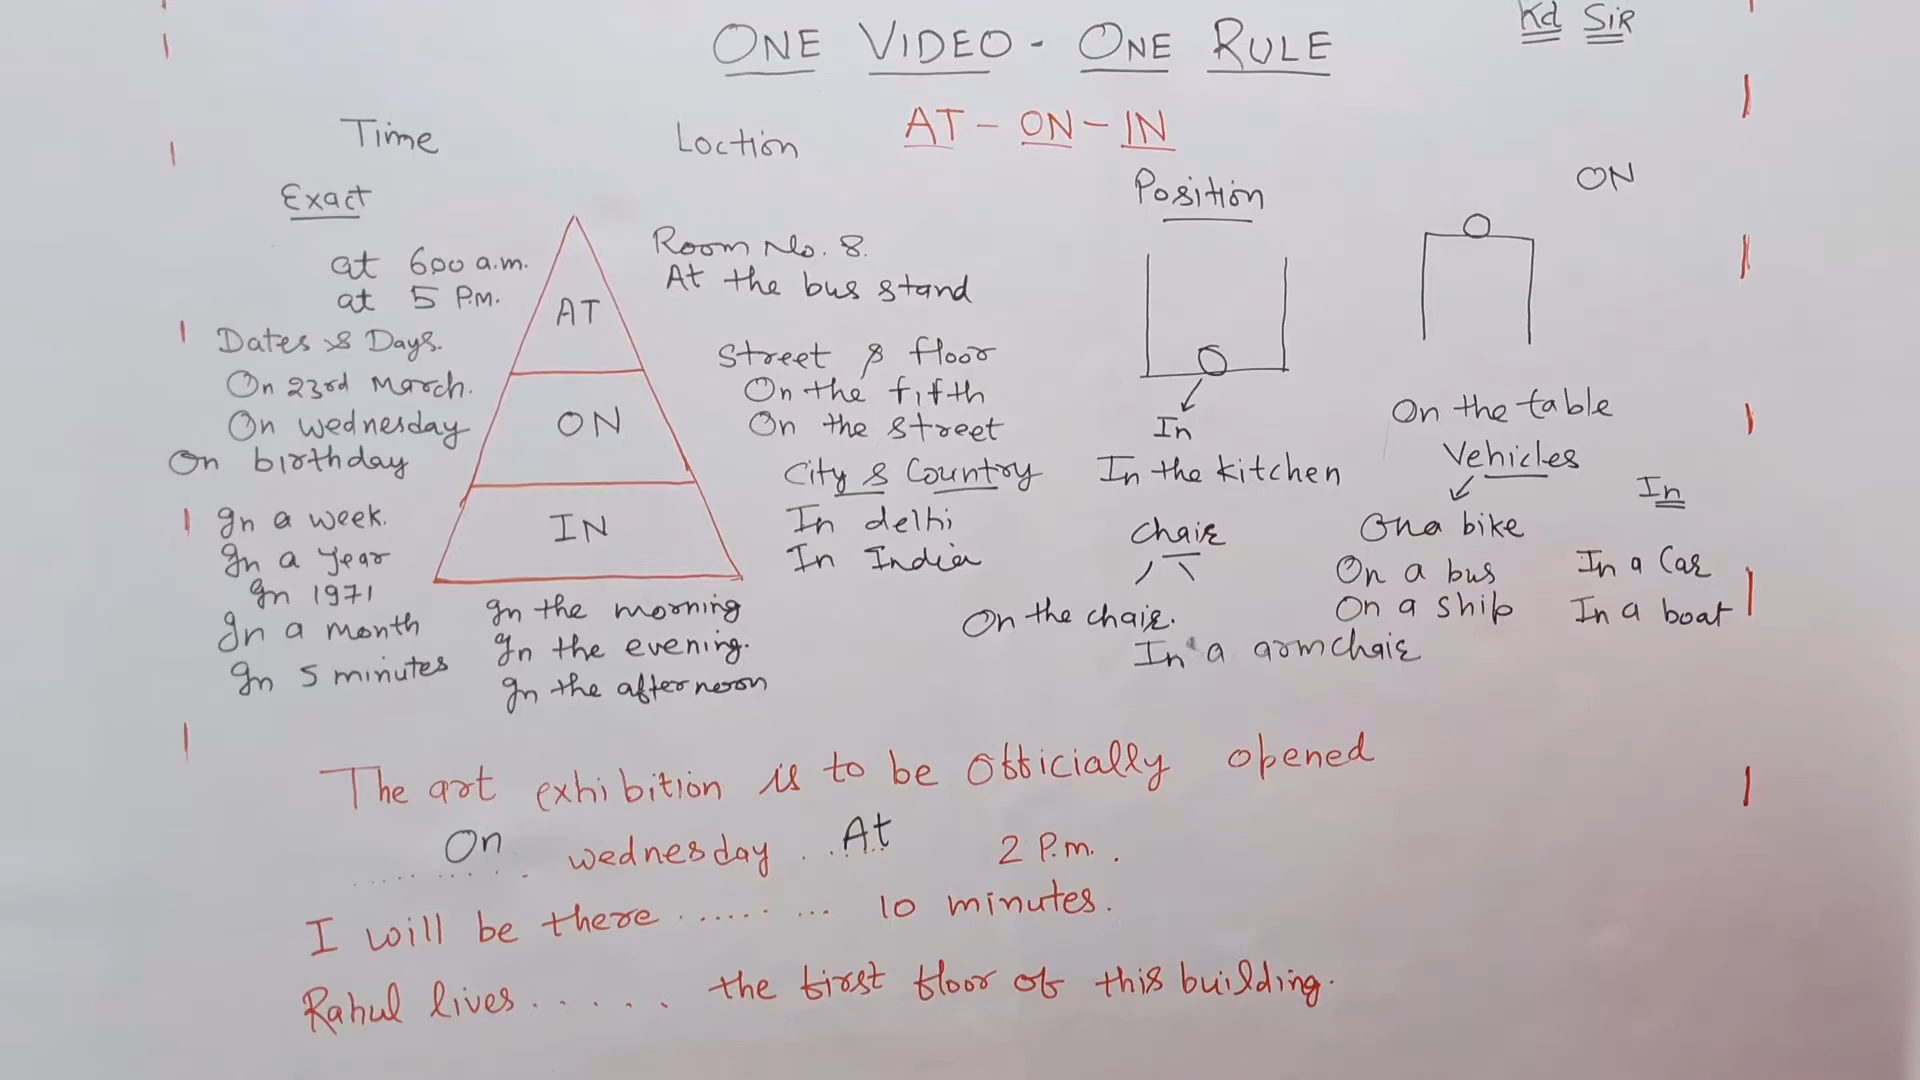 ONE VIDEO - ONE RULE
Kd SIR
AT - ON - IN
Time
Loction
Exact
at 600 a.m.
at 5 P.M.
Dates & Days.
On 23rd March.
On wednesday
On birthday
In a week.
In a year
In 1971
In a month
In 5 minutes
AT
ON
IN
In the morning
In the evening.
In the afternoon
Room No. 8.
At the bus stand
Street & floor
On the fifth
On the street
City & Country
In delhi
In India
Position
In
In the kitchen
chair
On the chair.
In a armchair
ON
On the table
Vehicles
On a bike
On a bus
On a ship
In
In a Car
In a boat
The art exhibition is to be Officially opened
......... On wednesday ..... At 2 P.m..
I will be there ......... 10 minutes.
Rahul lives ..... the first floor of this building.